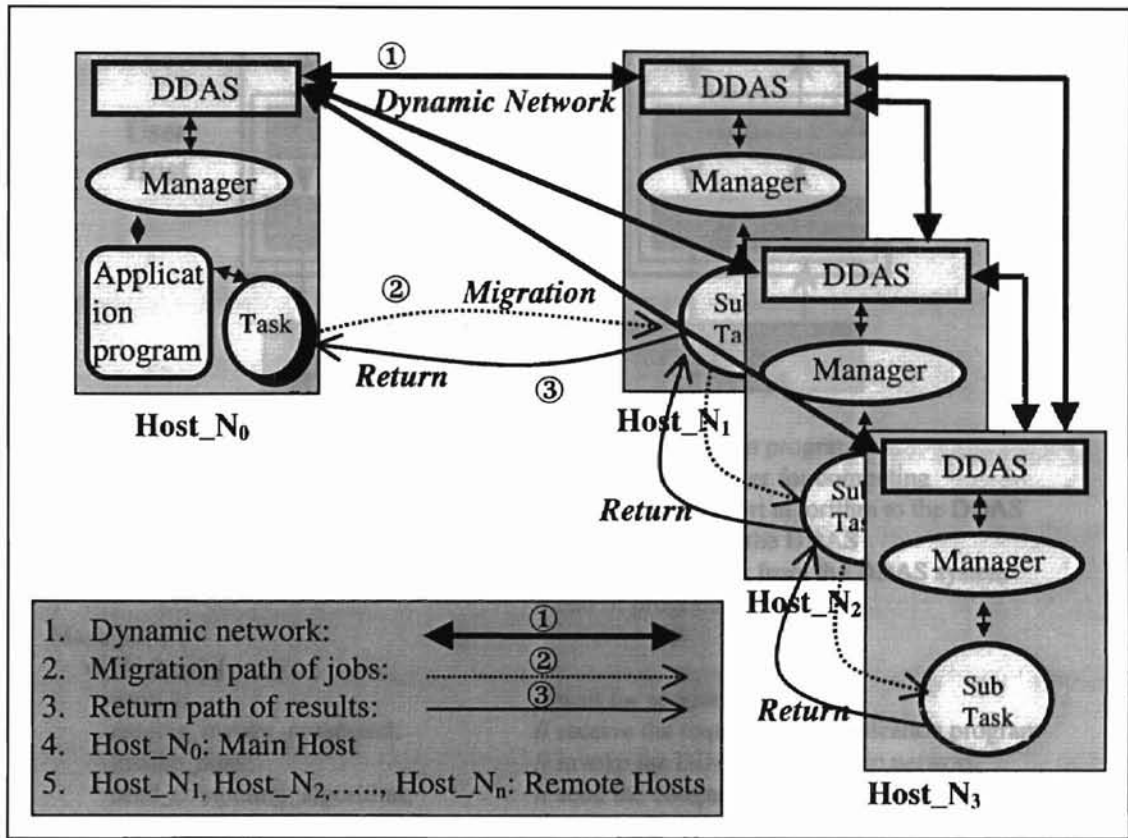 ①
DDAS
Dynamic Network
Manager
Applicat
ion
program
Task
②
Migration
Return
③
Host_N₀
DDAS
Manager
Sub
Host_N₁
DDAS
Manager
Return
Sub
Host_N₂
DDAS
Manager
Return
Sub
Task
Host_N₃
1. Dynamic network: ①
2. Migration path of jobs: ②
3. Return path of results: ③
4. Host_N₀: Main Host
5. Host_N₁, Host_N₂,....., Host_Nₙ: Remote Hosts